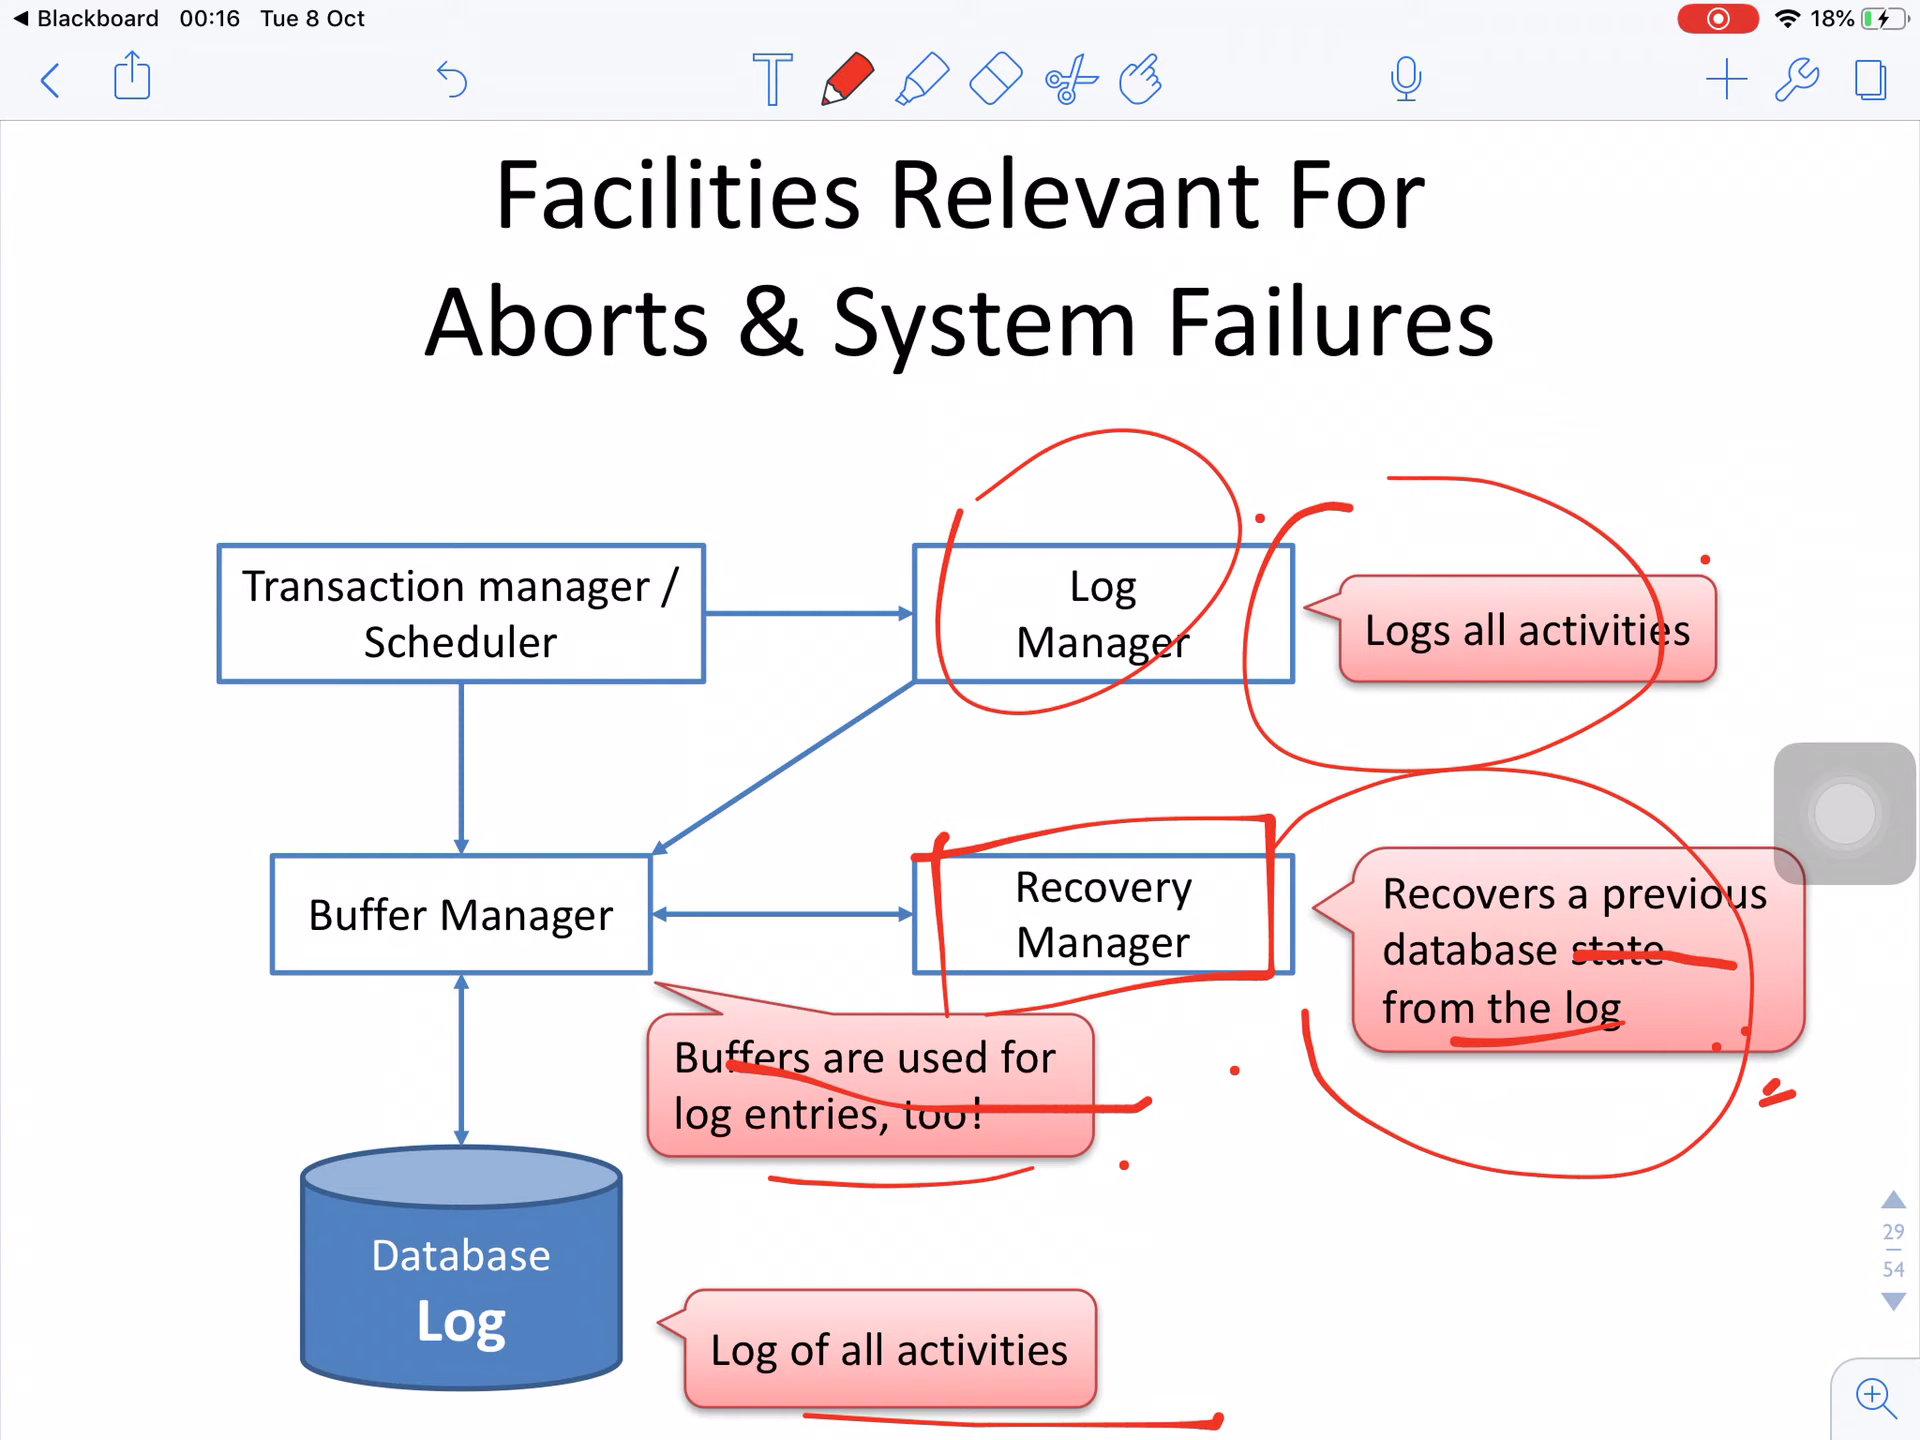 Blackboard 00:16 Tue 8 Oct 18%
Facilities Relevant For
Aborts & System Failures
Transaction manager /
Scheduler
Log
Manager
Logs all activities
Buffer Manager
Recovery
Manager
Recovers a previous
database state
from the log
Buffers are used for
log entries, too!
Database
Log
Log of all activities
29
54